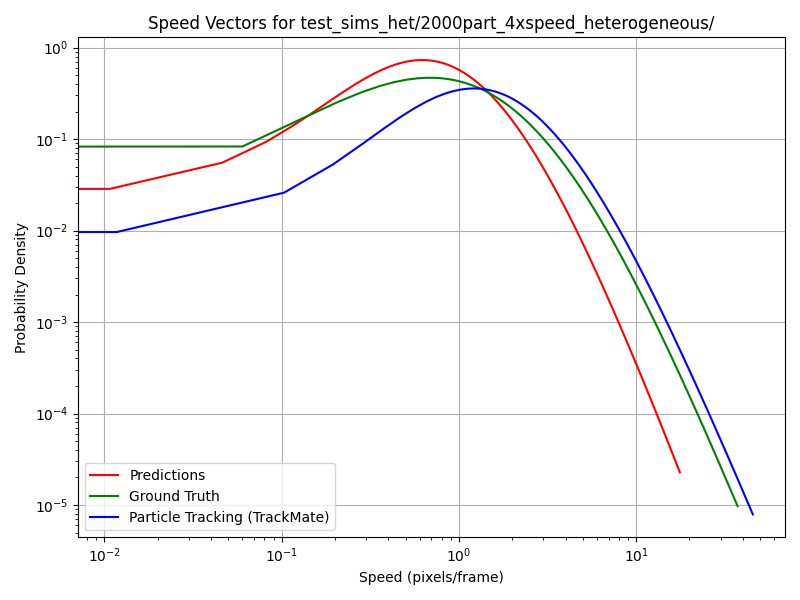 Speed Vectors for test_sims_het/2000part_4xspeed_heterogeneous/
Probability Density
10^0
10^-1
10^-2
10^-3
10^-4
10^-5
Predictions
Ground Truth
Particle Tracking (TrackMate)
10^-2 10^-1 10^0 10^1
Speed (pixels/frame)